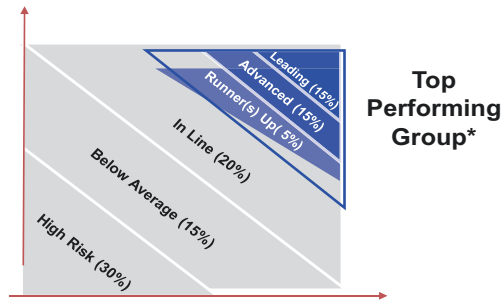 Leading (15%)
Advanced (15%)
Runner(s) Up( 5%)
In Line (20%)
Below Average (15%)
High Risk (30%)
Top
Performing
Group*